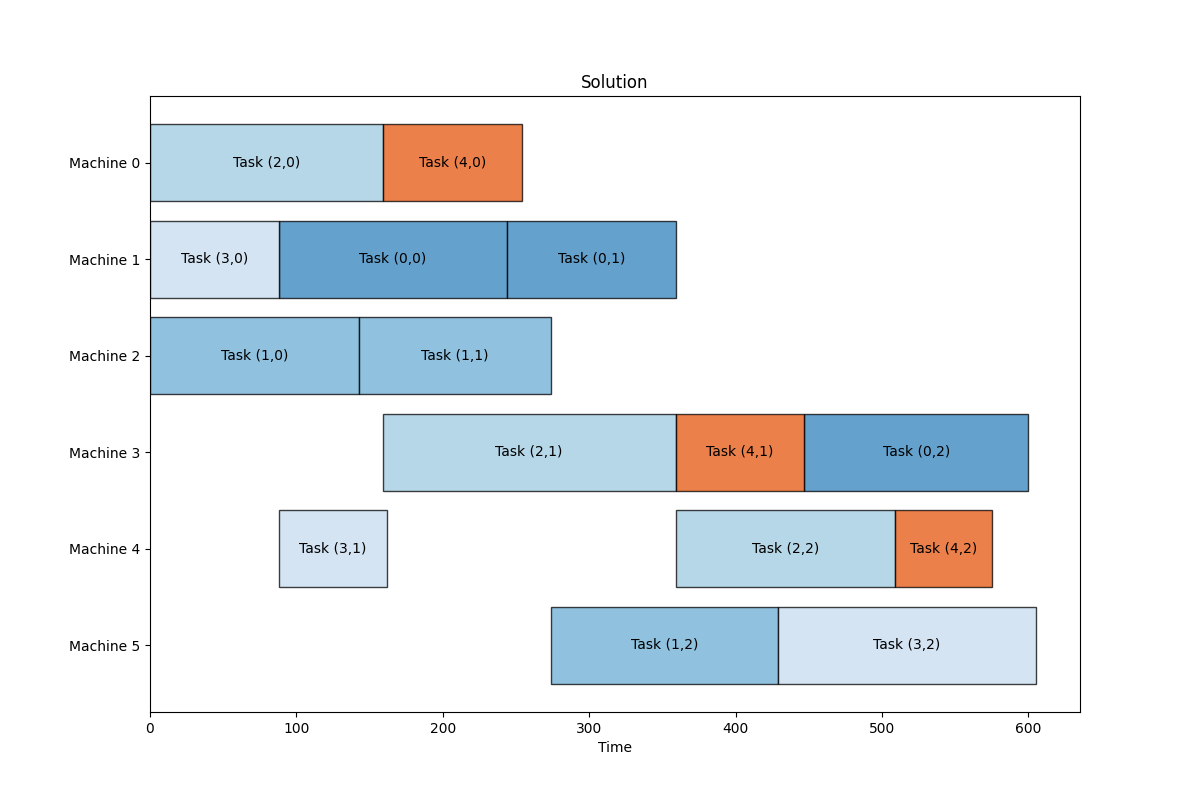 Solution
Machine 0
Task (2,0)
Task (4,0)
Machine 1
Task (3,0)
Task (0,0)
Task (0,1)
Machine 2
Task (1,0)
Task (1,1)
Machine 3
Task (2,1)
Task (4,1)
Task (0,2)
Machine 4
Task (3,1)
Task (2,2)
Task (4,2)
Machine 5
Task (1,2)
Task (3,2)
0 100 200 300 400 500 600
Time